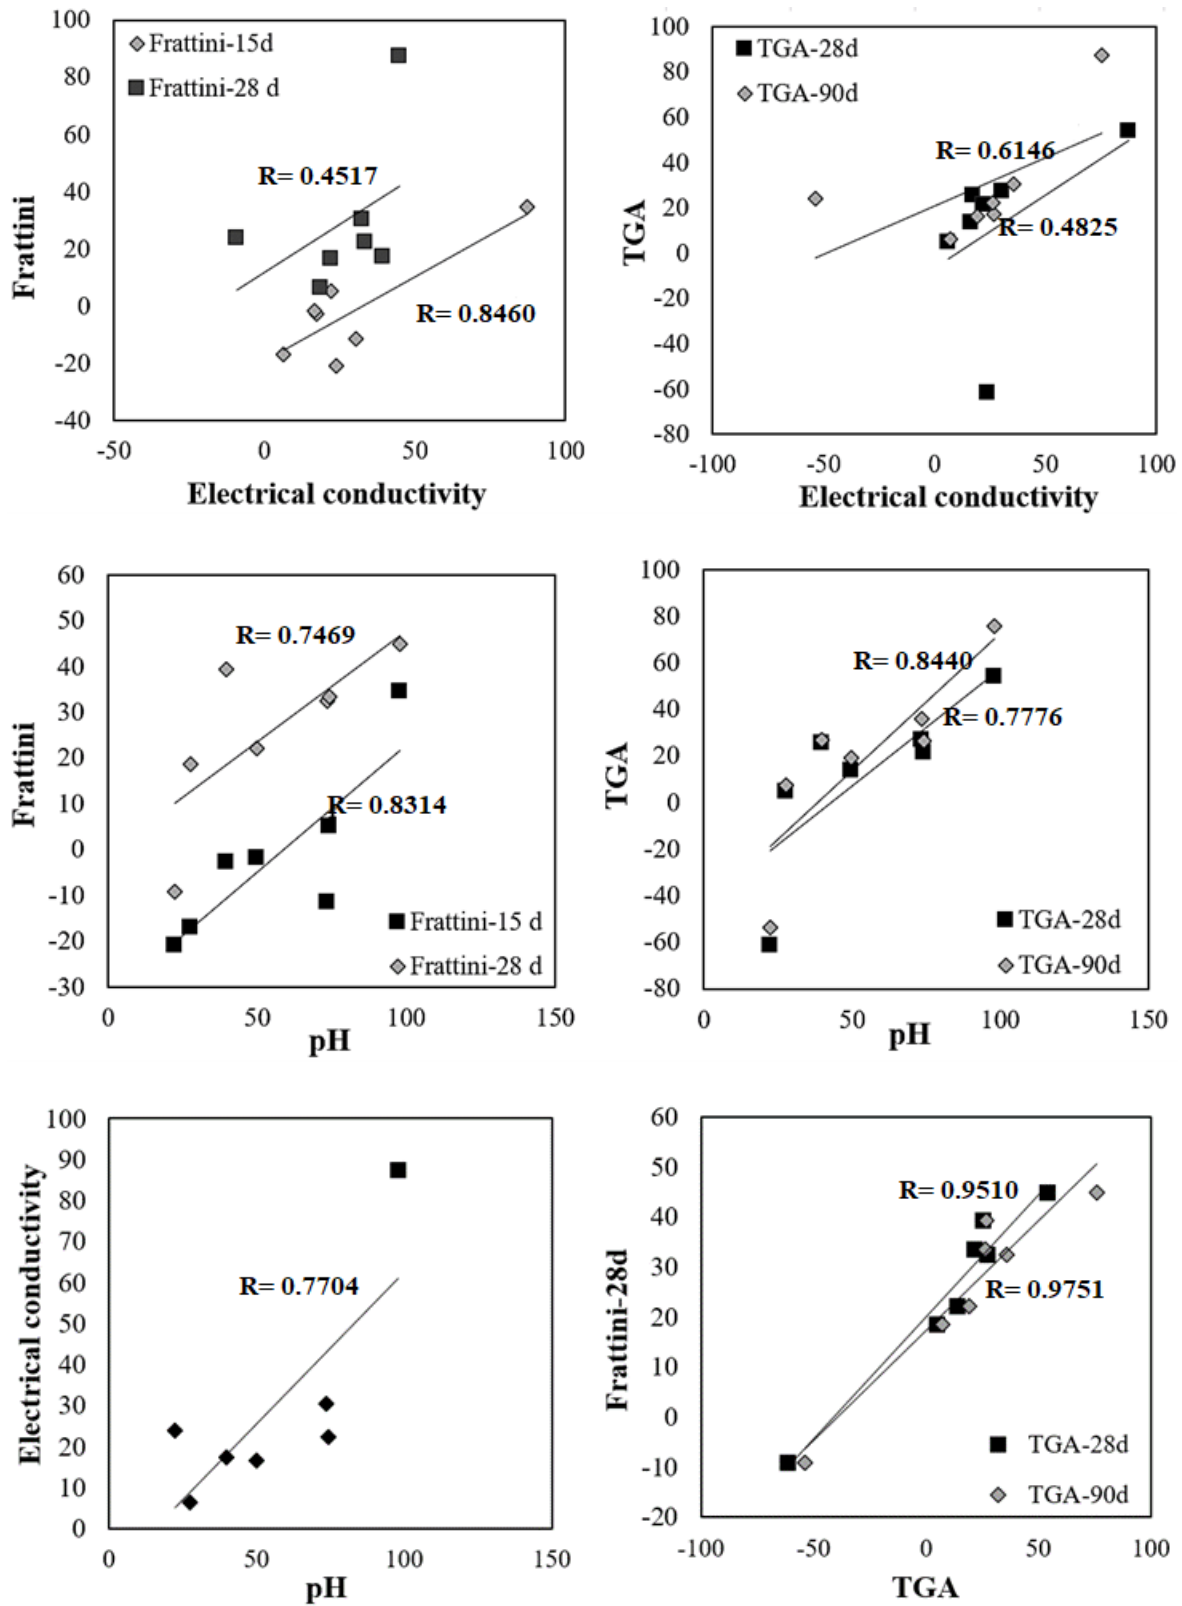 Frattini
100
80
60
40
20
0
-20
-40
Frattini-15d
Frattini-28 d
R= 0.4517
R= 0.8460
-50
0
50
100
Electrical conductivity
TGA
100
80
60
40
20
0
-20
-40
-60
-80
TGA-28d
TGA-90d
R= 0.6146
R= 0.4825
-100
-50
0
50
100
Electrical conductivity
Frattini
60
50
40
30
20
10
0
-10
-20
-30
R= 0.7469
R= 0.8314
Frattini-15 d
Frattini-28 d
0
50
100
150
pH
TGA
100
80
60
40
20
0
-20
-40
-60
-80
R= 0.8440
R= 0.7776
TGA-28d
TGA-90d
0
50
100
150
pH
Electrical conductivity
100
90
80
70
60
50
40
30
20
10
0
R= 0.7704
0
50
100
150
pH
Frattini-28d
60
50
40
30
20
10
0
-10
-20
R= 0.9510
R= 0.9751
TGA-28d
TGA-90d
-100
-50
0
50
100
TGA